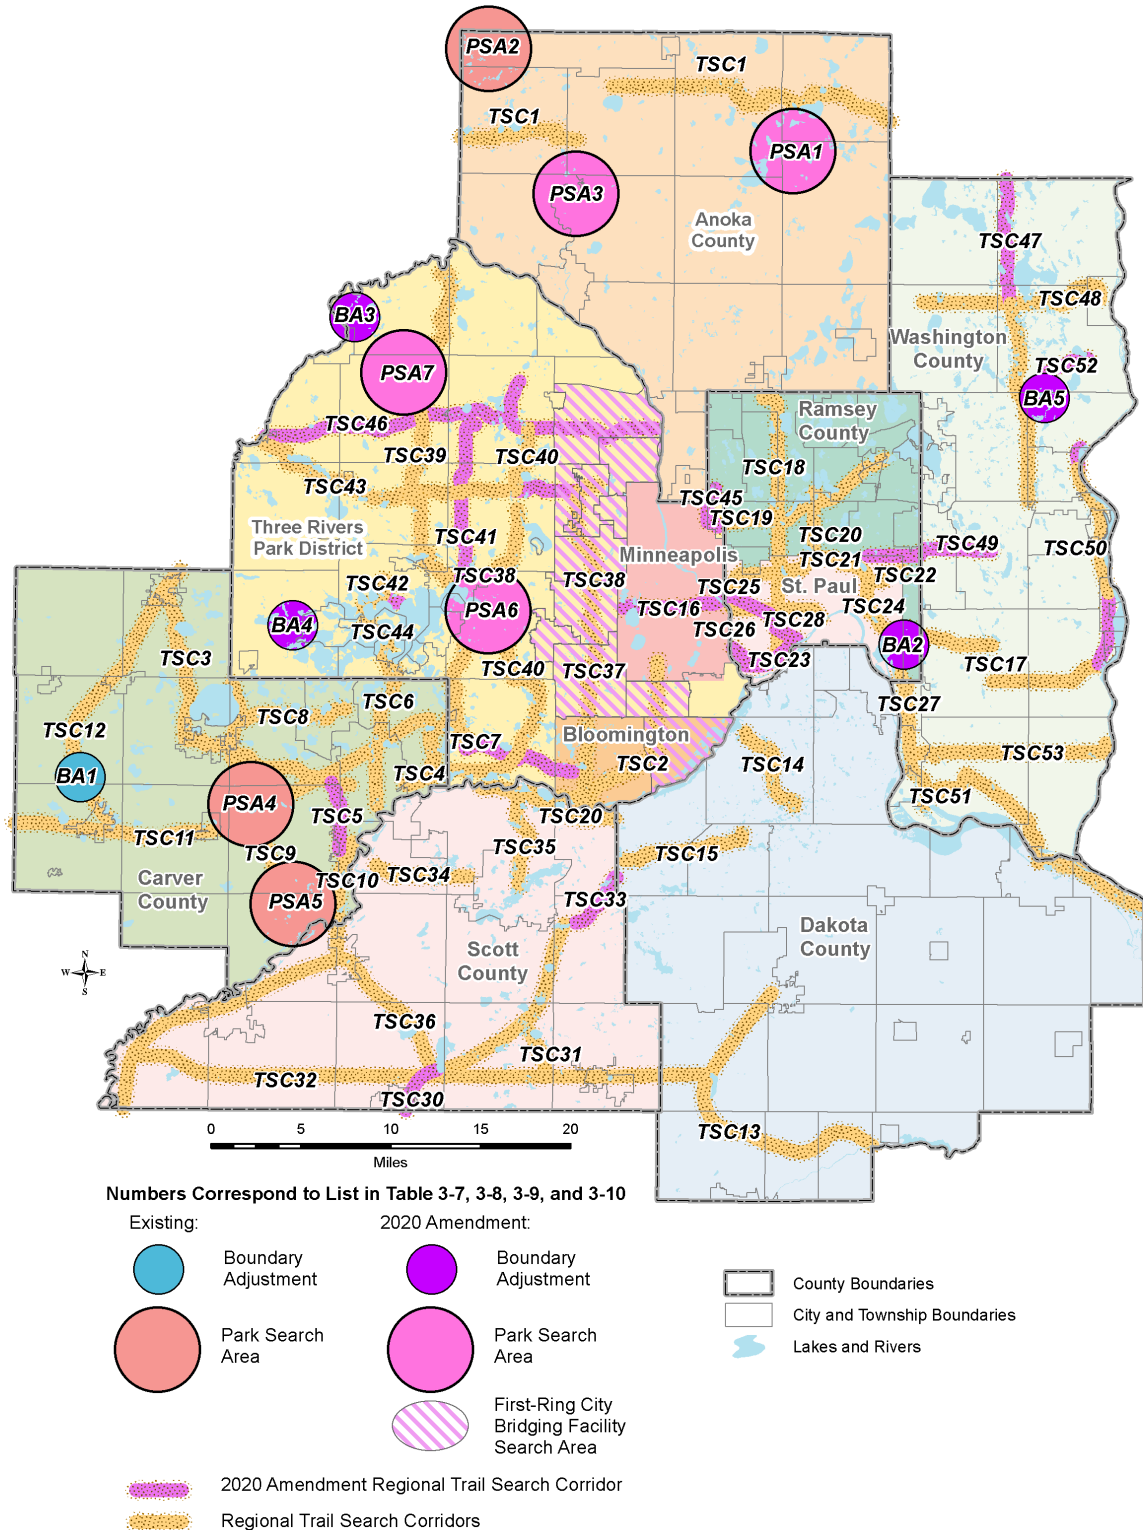 PSA2
TSC1
TSC1
PSA1
PSA3
Anoka
County
TSC47
BA3
TSC48
Washington
County
PSA7
TSC52
BA5
Ramsey
County
TSC46
TSC39
TSC40
TSC18
TSC43
TSC45
TSC19
Three Rivers
Park District
TSC41
TSC20
TSC49
TSC50
Minneapolis
TSC21
TSC42
TSC38
TSC38
TSC25
St. Paul
TSC22
PSA6
TSC16
TSC24
BA4
TSC44
TSC28
TSC26
BA2
TSC3
TSC40
TSC37
TSC23
TSC17
TSC6
TSC27
TSC8
TSC12
TSC7
Bloomington
TSC53
BA1
TSC4
TSC2
TSC14
PSA4
TSC51
TSC5
TSC20
TSC11
TSC35
TSC9
TSC15
TSC10
TSC34
Carver
County
PSA5
TSC33
Dakota
County
Scott
County
N
W
E
S
TSC36
TSC31
TSC32
TSC30
TSC13
0
5
10
15
20
Miles
Numbers Correspond to List in Table 3-7, 3-8, 3-9, and 3-10
Existing:
Boundary
Adjustment
Park Search
Area
2020 Amendment:
Boundary
Adjustment
Park Search
Area
First-Ring City
Bridging Facility
Search Area
County Boundaries
City and Township Boundaries
Lakes and Rivers
2020 Amendment Regional Trail Search Corridor
Regional Trail Search Corridors